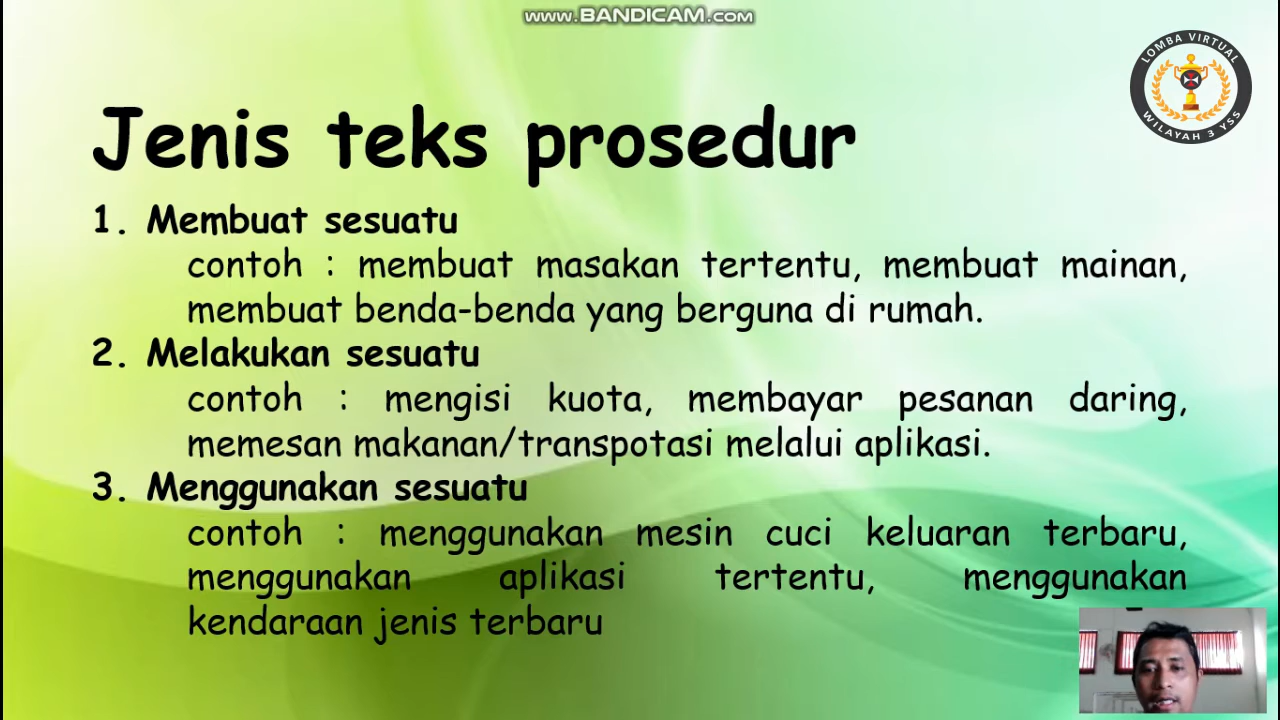 www.BANDICAM.com
LOMBA VIRTUAL
WILAYAH 3 YSS
Jenis teks prosedur
1. Membuat sesuatu
contoh : membuat masakan tertentu, membuat mainan,
membuat benda-benda yang berguna di rumah.
2. Melakukan sesuatu
contoh : mengisi kuota, membayar pesanan daring,
memesan makanan/transpotasi melalui aplikasi.
3. Menggunakan sesuatu
contoh : menggunakan mesin cuci keluaran terbaru,
menggunakan aplikasi tertentu, menggunakan
kendaraan jenis terbaru